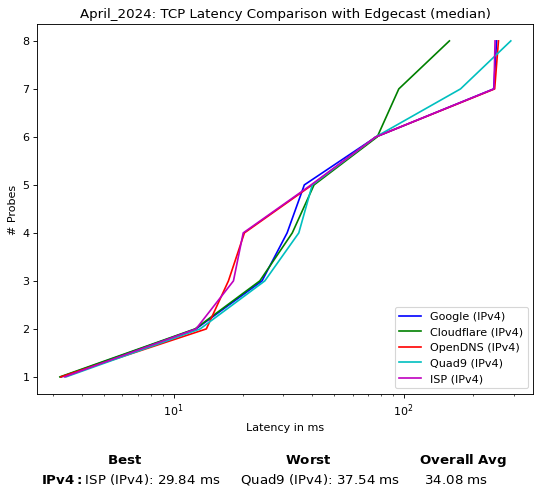 April_2024: TCP Latency Comparison with Edgecast (median)
8
7
6
5
4
3
2
1
# Probes
Google (IPv4)
Cloudflare (IPv4)
OpenDNS (IPv4)
Quad9 (IPv4)
ISP (IPv4)
10¹ 10²
Latency in ms
Best Worst Overall Avg
IPv4: ISP (IPv4): 29.84 ms Quad9 (IPv4): 37.54 ms 34.08 ms